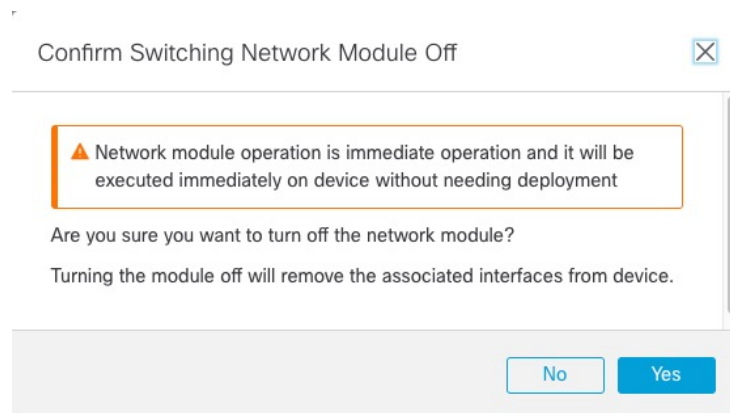 Confirm Switching Network Module Off
Network module operation is immediate operation and it will be
executed immediately on device without needing deployment
Are you sure you want to turn off the network module?
Turning the module off will remove the associated interfaces from device.
No
Yes